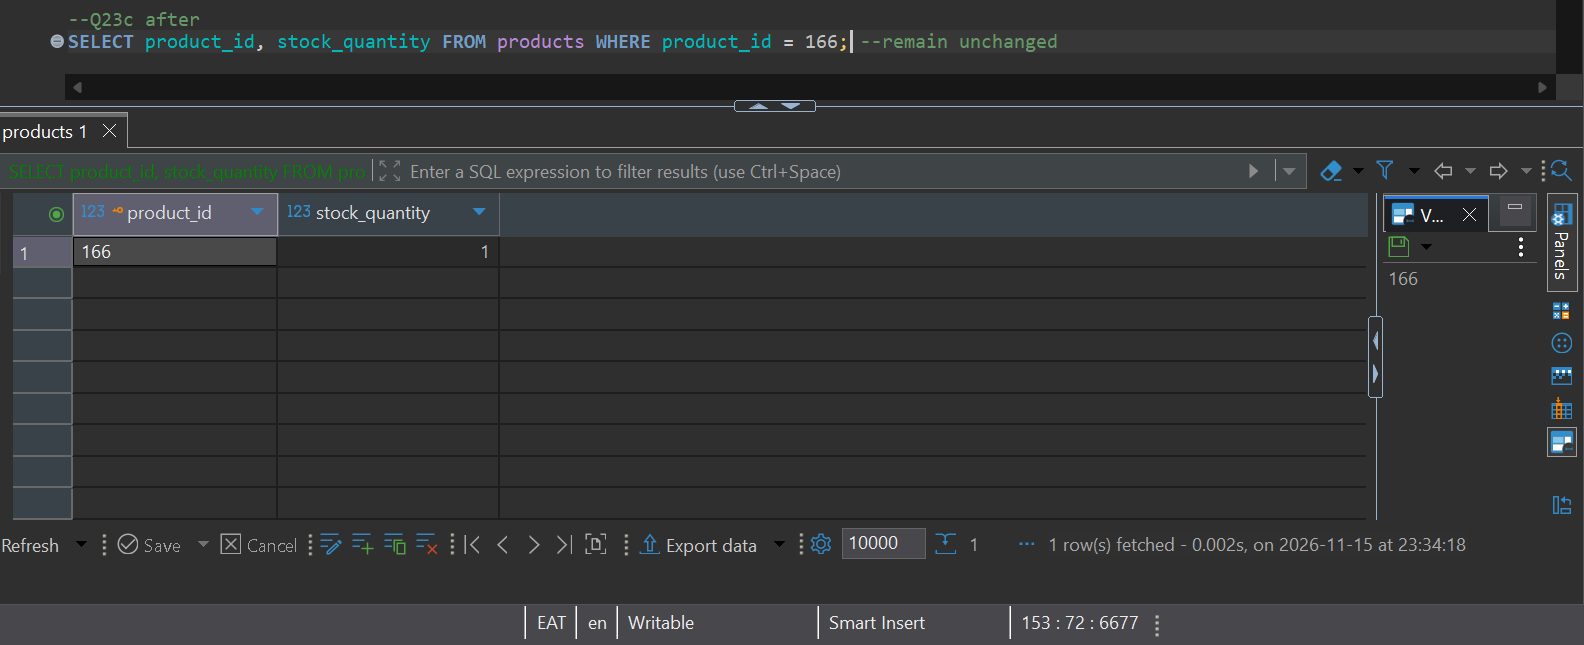 --Q23c after
SELECT product_id, stock_quantity FROM products WHERE product_id = 166; --remain unchanged
products 1
SELECT product_id, stock_quantity FROM pro
Enter a SQL expression to filter results (use Ctrl+Space)
123 product_id
123 stock_quantity
V...
Panels
1
166
1
166
Refresh
Save
Cancel
Export data
10000
1
1 row(s) fetched - 0.002s, on 2026-11-15 at 23:34:18
EAT
en
Writable
Smart Insert
153 : 72 : 6677